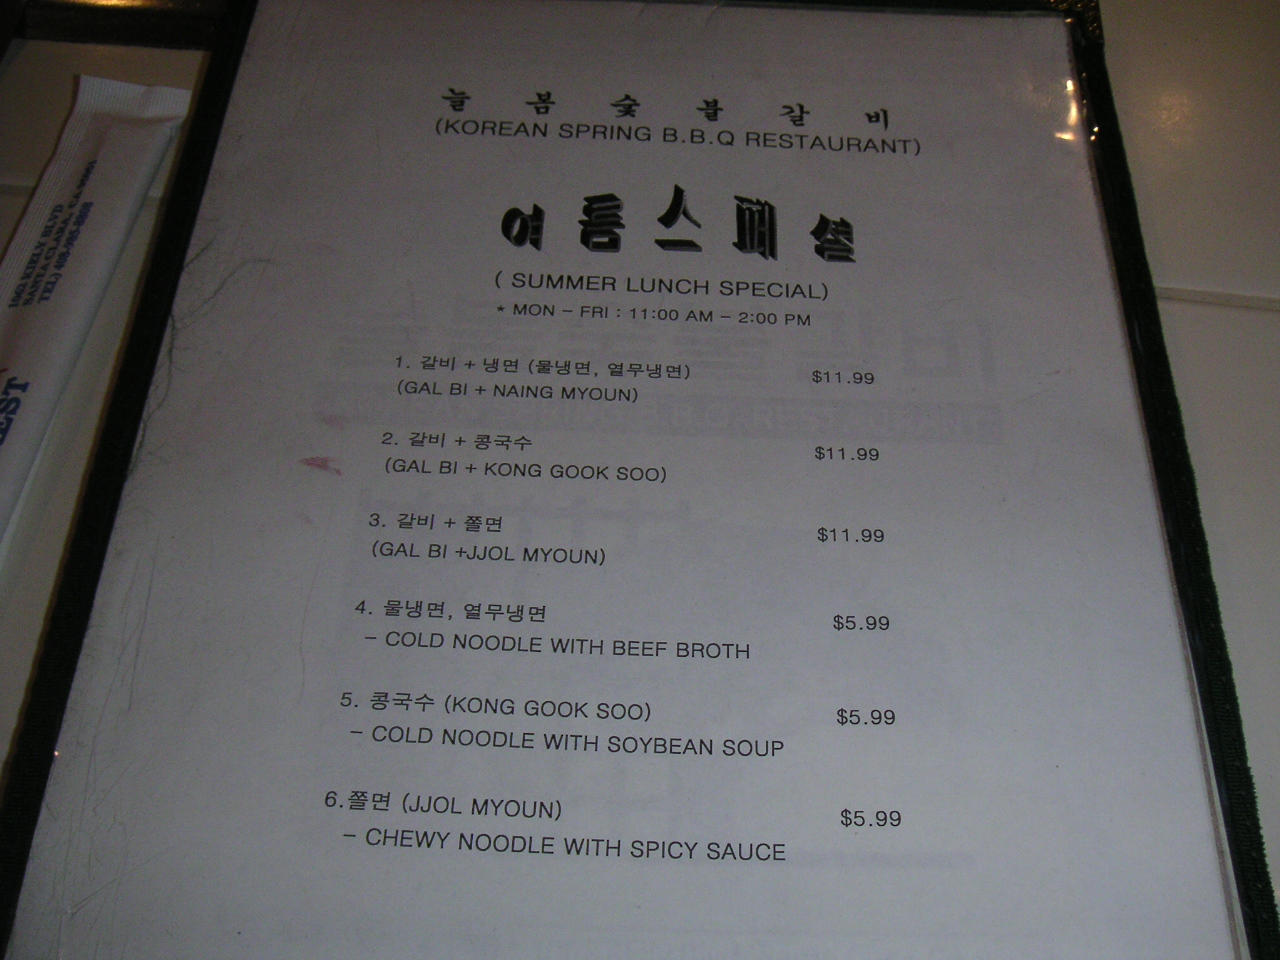 늘 봄 숯 불 갈 비
(KOREAN SPRING B.B.Q RESTAURANT)
여름스페셜
( SUMMER LUNCH SPECIAL)
* MON - FRI : 11:00 AM - 2:00 PM
1. 갈비 + 냉면 (물냉면, 열무냉면) $11.99
(GAL BI + NAING MYOUN)
2. 갈비 + 콩국수 $11.99
(GAL BI + KONG GOOK SOO)
3. 갈비 + 쫄면 $11.99
(GAL BI +JJOL MYOUN)
4. 물냉면, 열무냉면 $5.99
- COLD NOODLE WITH BEEF BROTH
5. 콩국수 (KONG GOOK SOO) $5.99
- COLD NOODLE WITH SOYBEAN SOUP
6.쫄면 (JJOL MYOUN) $5.99
- CHEWY NOODLE WITH SPICY SAUCE
KIELY BLVD
SANTA CLARA, CA